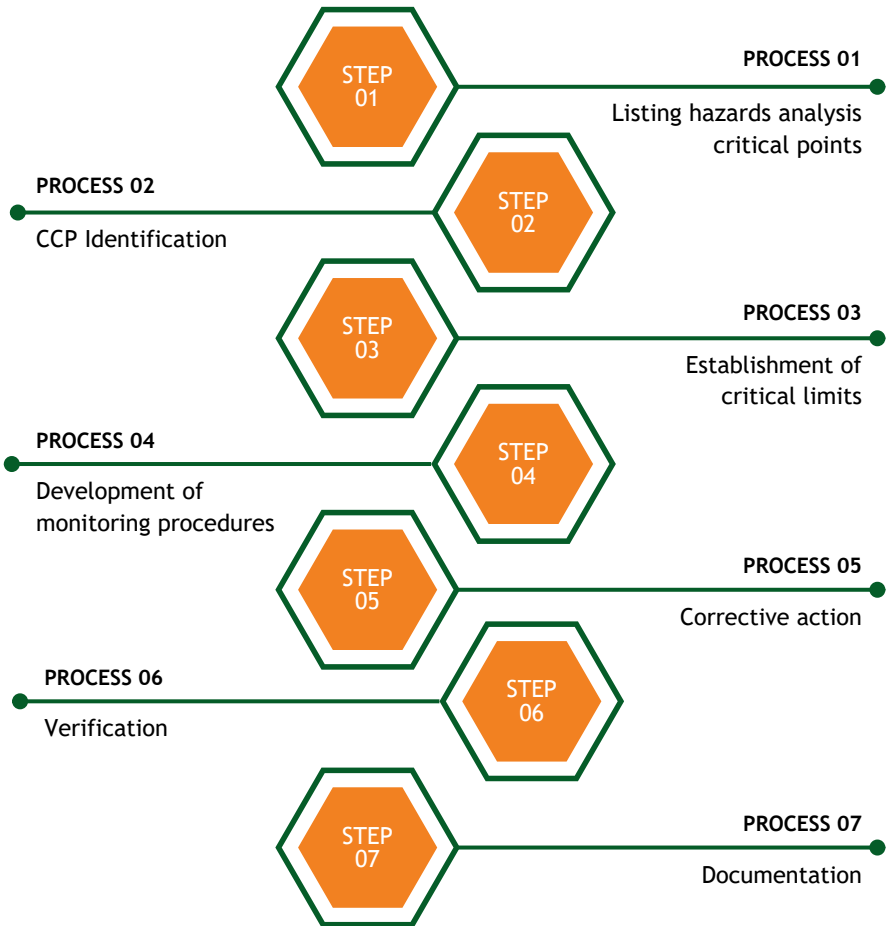 STEP
01
PROCESS 01
Listing hazards analysis
critical points
PROCESS 02
CCP Identification
STEP
02
STEP
03
PROCESS 03
Establishment of
critical limits
PROCESS 04
Development of
monitoring procedures
STEP
04
STEP
05
PROCESS 05
Corrective action
PROCESS 06
Verification
STEP
06
STEP
07
PROCESS 07
Documentation